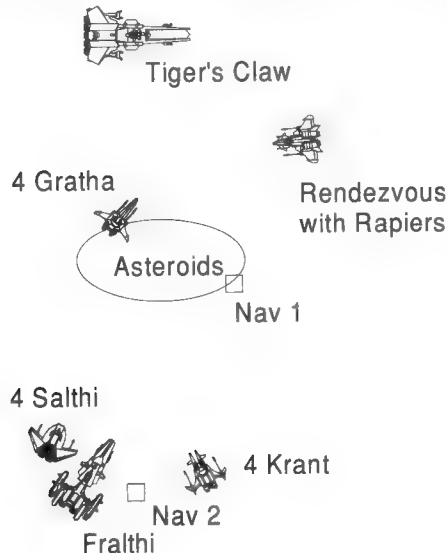 Tiger's Claw
4 Gratha
Rendezvous
with Rapiers
Asteroids
Nav 1
4 Salthi
4 Krant
Nav 2
Fralthi